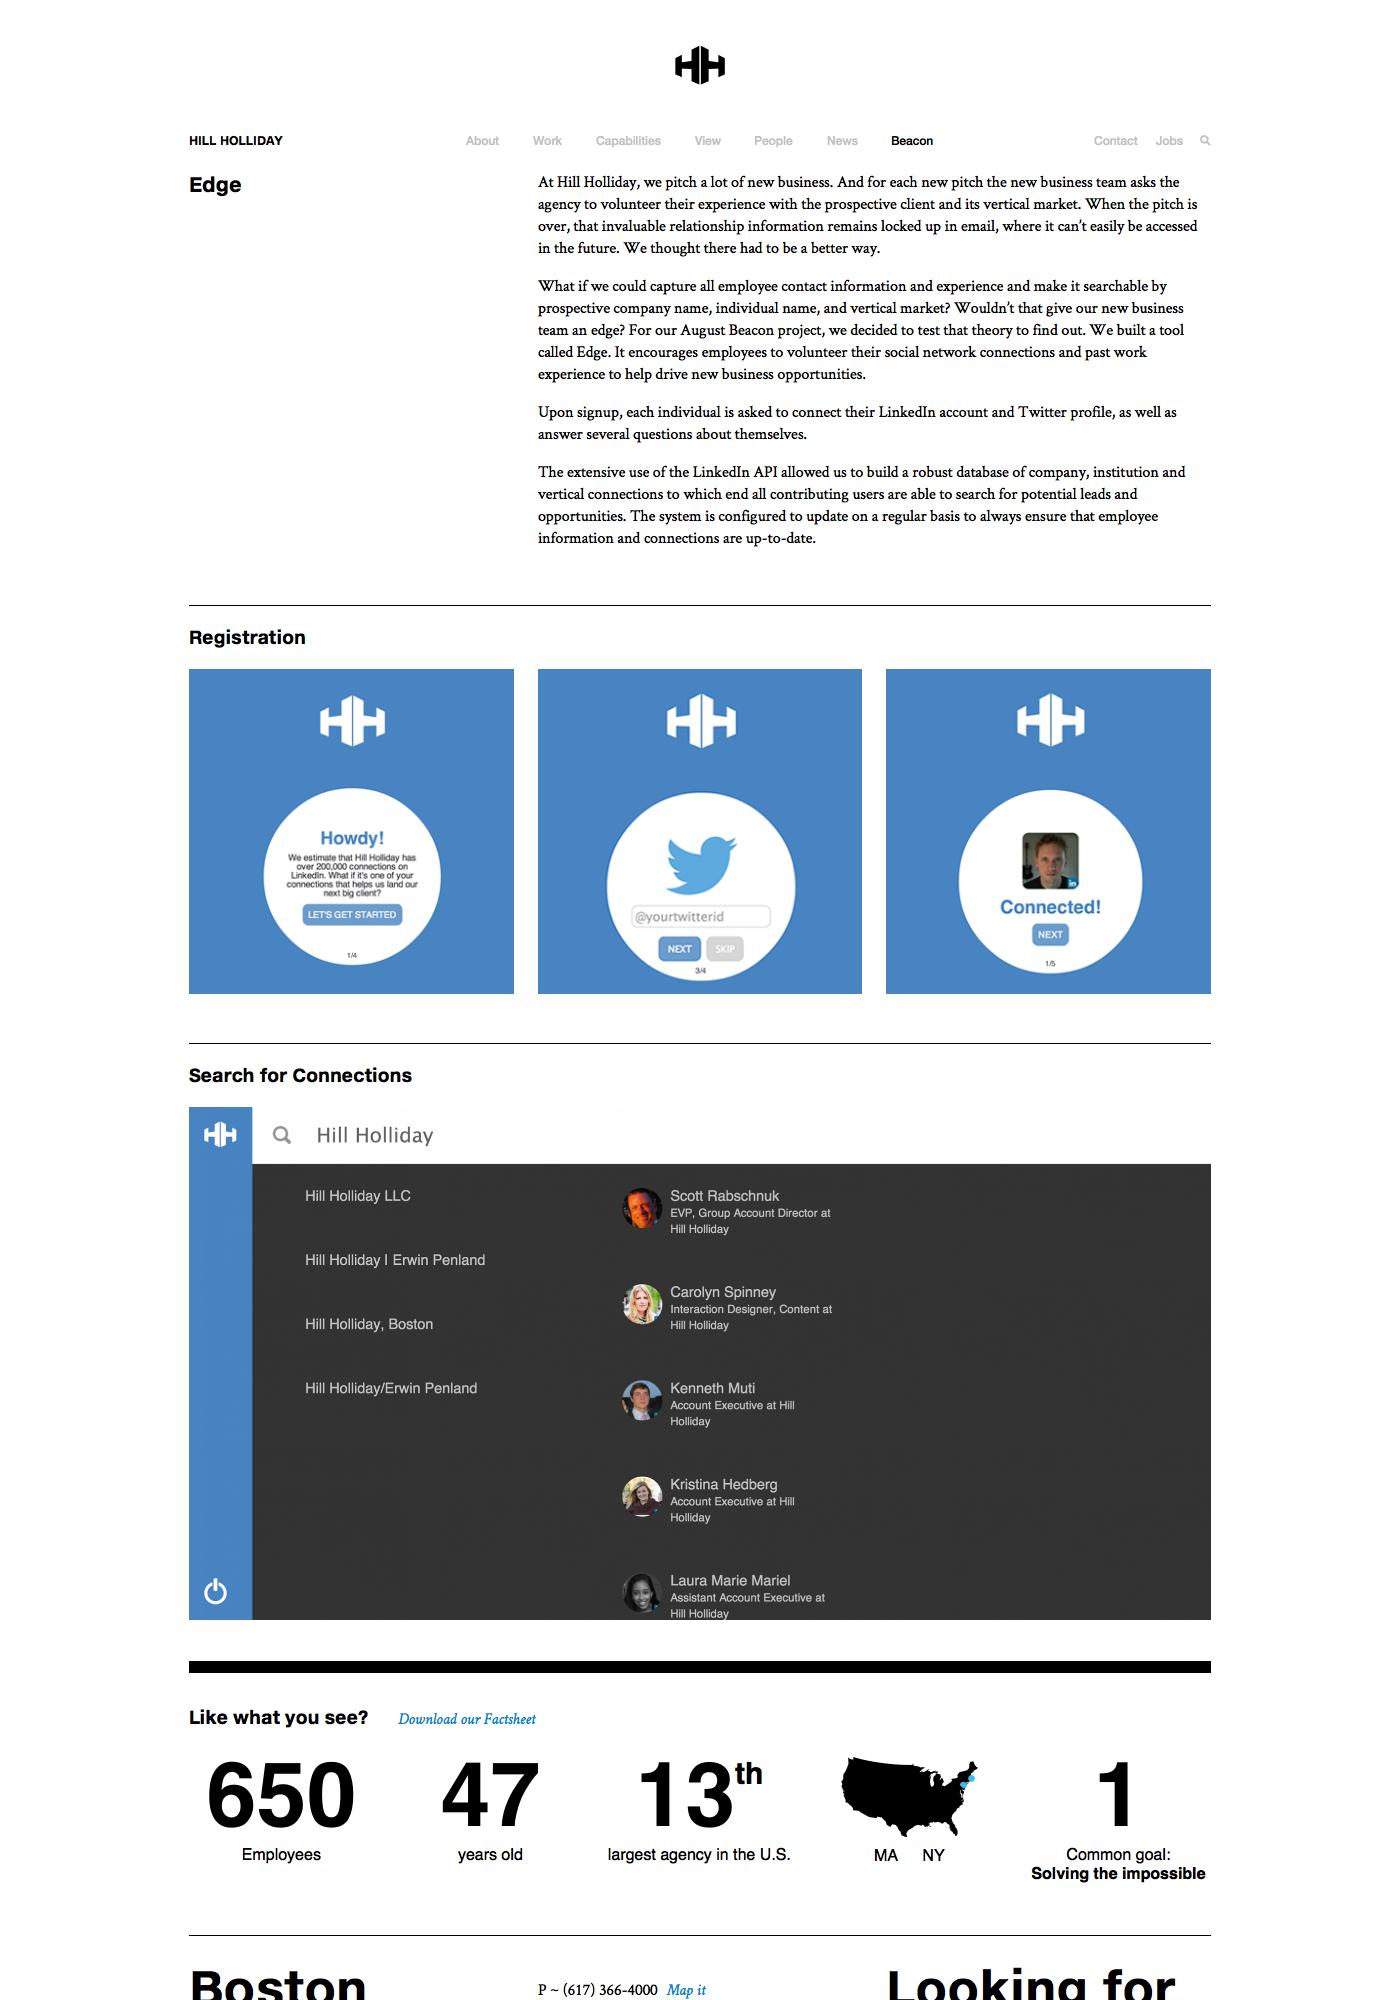 HH
HILL HOLLIDAY About Work Capabilities View People News Beacon Contact Jobs
Edge
At Hill Holliday, we pitch a lot of new business. And for each new pitch the new business team asks the
agency to volunteer their experience with the prospective client and its vertical market. When the pitch is
over, that invaluable relationship information remains locked up in email, where it can't easily be accessed
in the future. We thought there had to be a better way.
What if we could capture all employee contact information and experience and make it searchable by
prospective company name, individual name, and vertical market? Wouldn't that give our new business
team an edge? For our August Beacon project, we decided to test that theory to find out. We built a tool
called Edge. It encourages employees to volunteer their social network connections and past work
experience to help drive new business opportunities.
Upon signup, each individual is asked to connect their LinkedIn account and Twitter profile, as well as
answer several questions about themselves.
The extensive use of the LinkedIn API allowed us to build a robust database of company, institution and
vertical connections to which end all contributing users are able to search for potential leads and
opportunities. The system is configured to update on a regular basis to always ensure that employee
information and connections are up-to-date.
Registration
HH
Howdy!
We estimate that Hill Holliday has
over 200,000 connections on
LinkedIn. What if it's one of your
connections that helps us land our
next big client?
LET'S GET STARTED
1/4
HH
@yourtwitterid
NEXT SKIP
3/4
HH
in
Connected!
NEXT
1/5
Search for Connections
HH
Hill Holliday
Hill Holliday LLC
Hill Holliday | Erwin Penland
Hill Holliday, Boston
Hill Holliday/Erwin Penland
Scott Rabschnuk
EVP, Group Account Director at
Hill Holliday
Carolyn Spinney
Interaction Designer, Content at
Hill Holliday
Kenneth Muti
Account Executive at Hill
Holliday
Kristina Hedberg
Account Executive at Hill
Holliday
Laura Marie Mariel
Assistant Account Executive at
Hill Holliday
Like what you see? Download our Factsheet
650
Employees
47
years old
13th
largest agency in the U.S.
MA NY
1
Common goal:
Solving the impossible
Boston
P ~ (617) 366-4000 Map it
Looking for